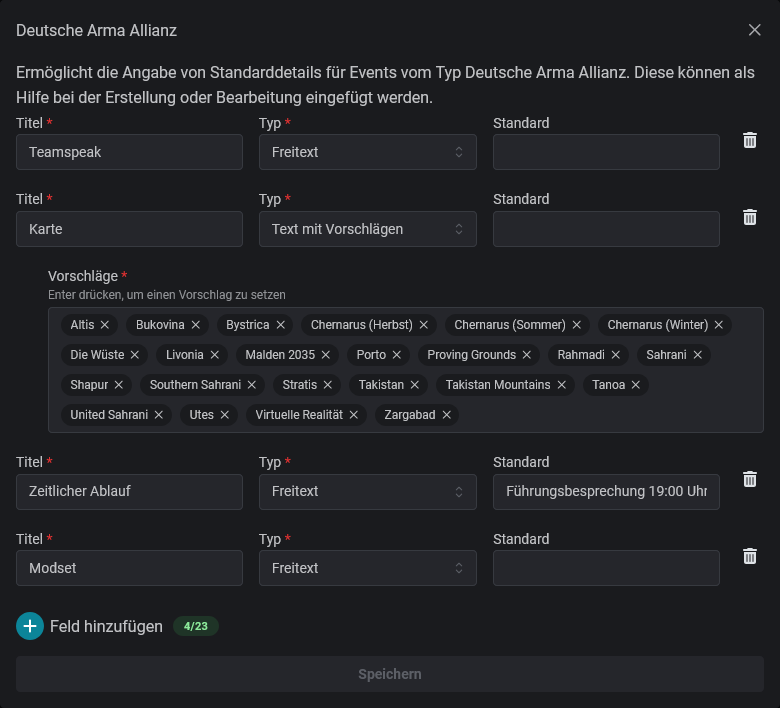 Deutsche Arma Allianz
Ermöglicht die Angabe von Standarddetails für Events vom Typ Deutsche Arma Allianz. Diese können als
Hilfe bei der Erstellung oder Bearbeitung eingefügt werden.
Titel * Typ * Standard
Teamspeak Freitext
Titel * Typ * Standard
Karte Text mit Vorschlägen
Vorschläge *
Enter drücken, um einen Vorschlag zu setzen
Altis Bukovina Bystrica Chernarus (Herbst) Chernarus (Sommer) Chernarus (Winter)
Die Wüste Livonia Malden 2035 Porto Proving Grounds Rahmadi Sahrani
Shapur Southern Sahrani Stratis Takistan Takistan Mountains Tanoa
United Sahrani Utes Virtuelle Realität Zargabad
Titel * Typ * Standard
Zeitlicher Ablauf Freitext Führungsbesprechung 19:00 Uhr
Titel * Typ * Standard
Modset Freitext
Feld hinzufügen 4/23
Speichern